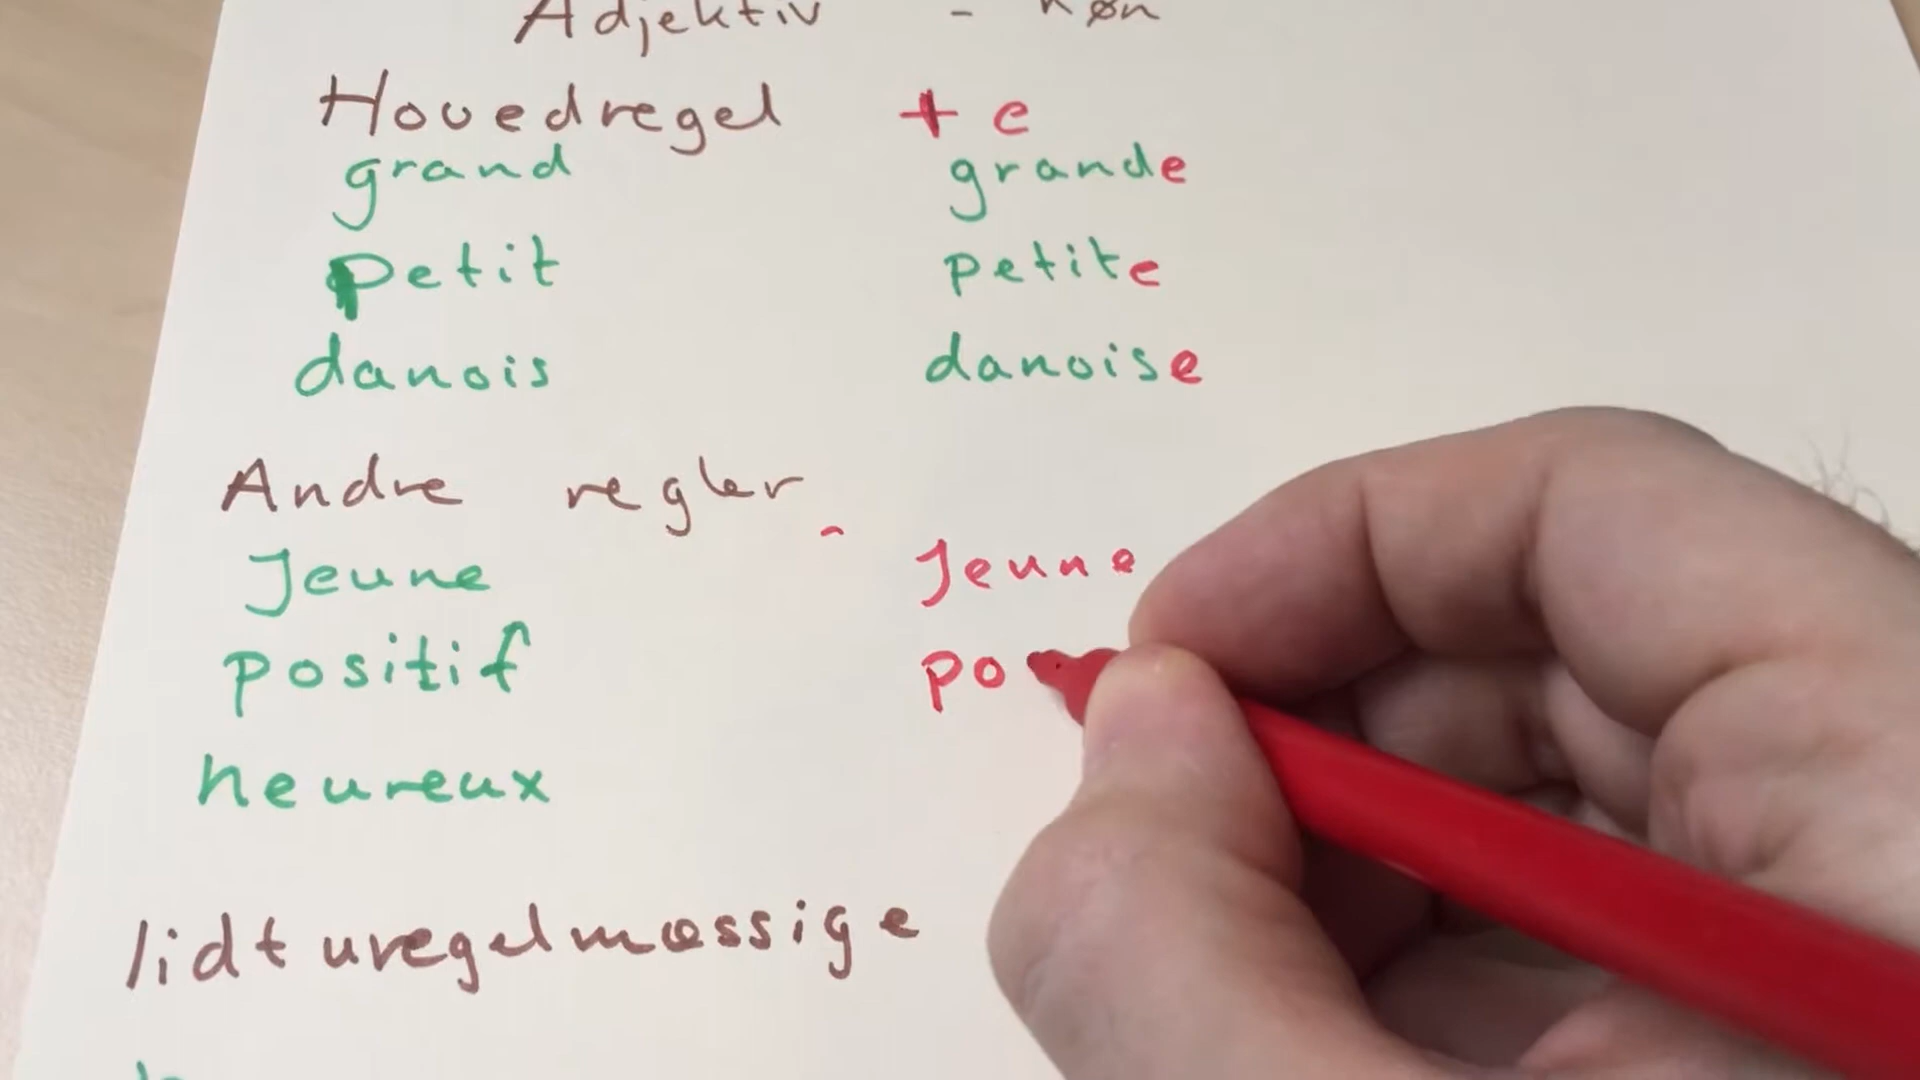 Adjektiv - køn
Hovedregel + e
grand grande
petit petite
danois danoise
Andre regler
Jeune Jeune
positif po
heureux
lidt uregelmæssige